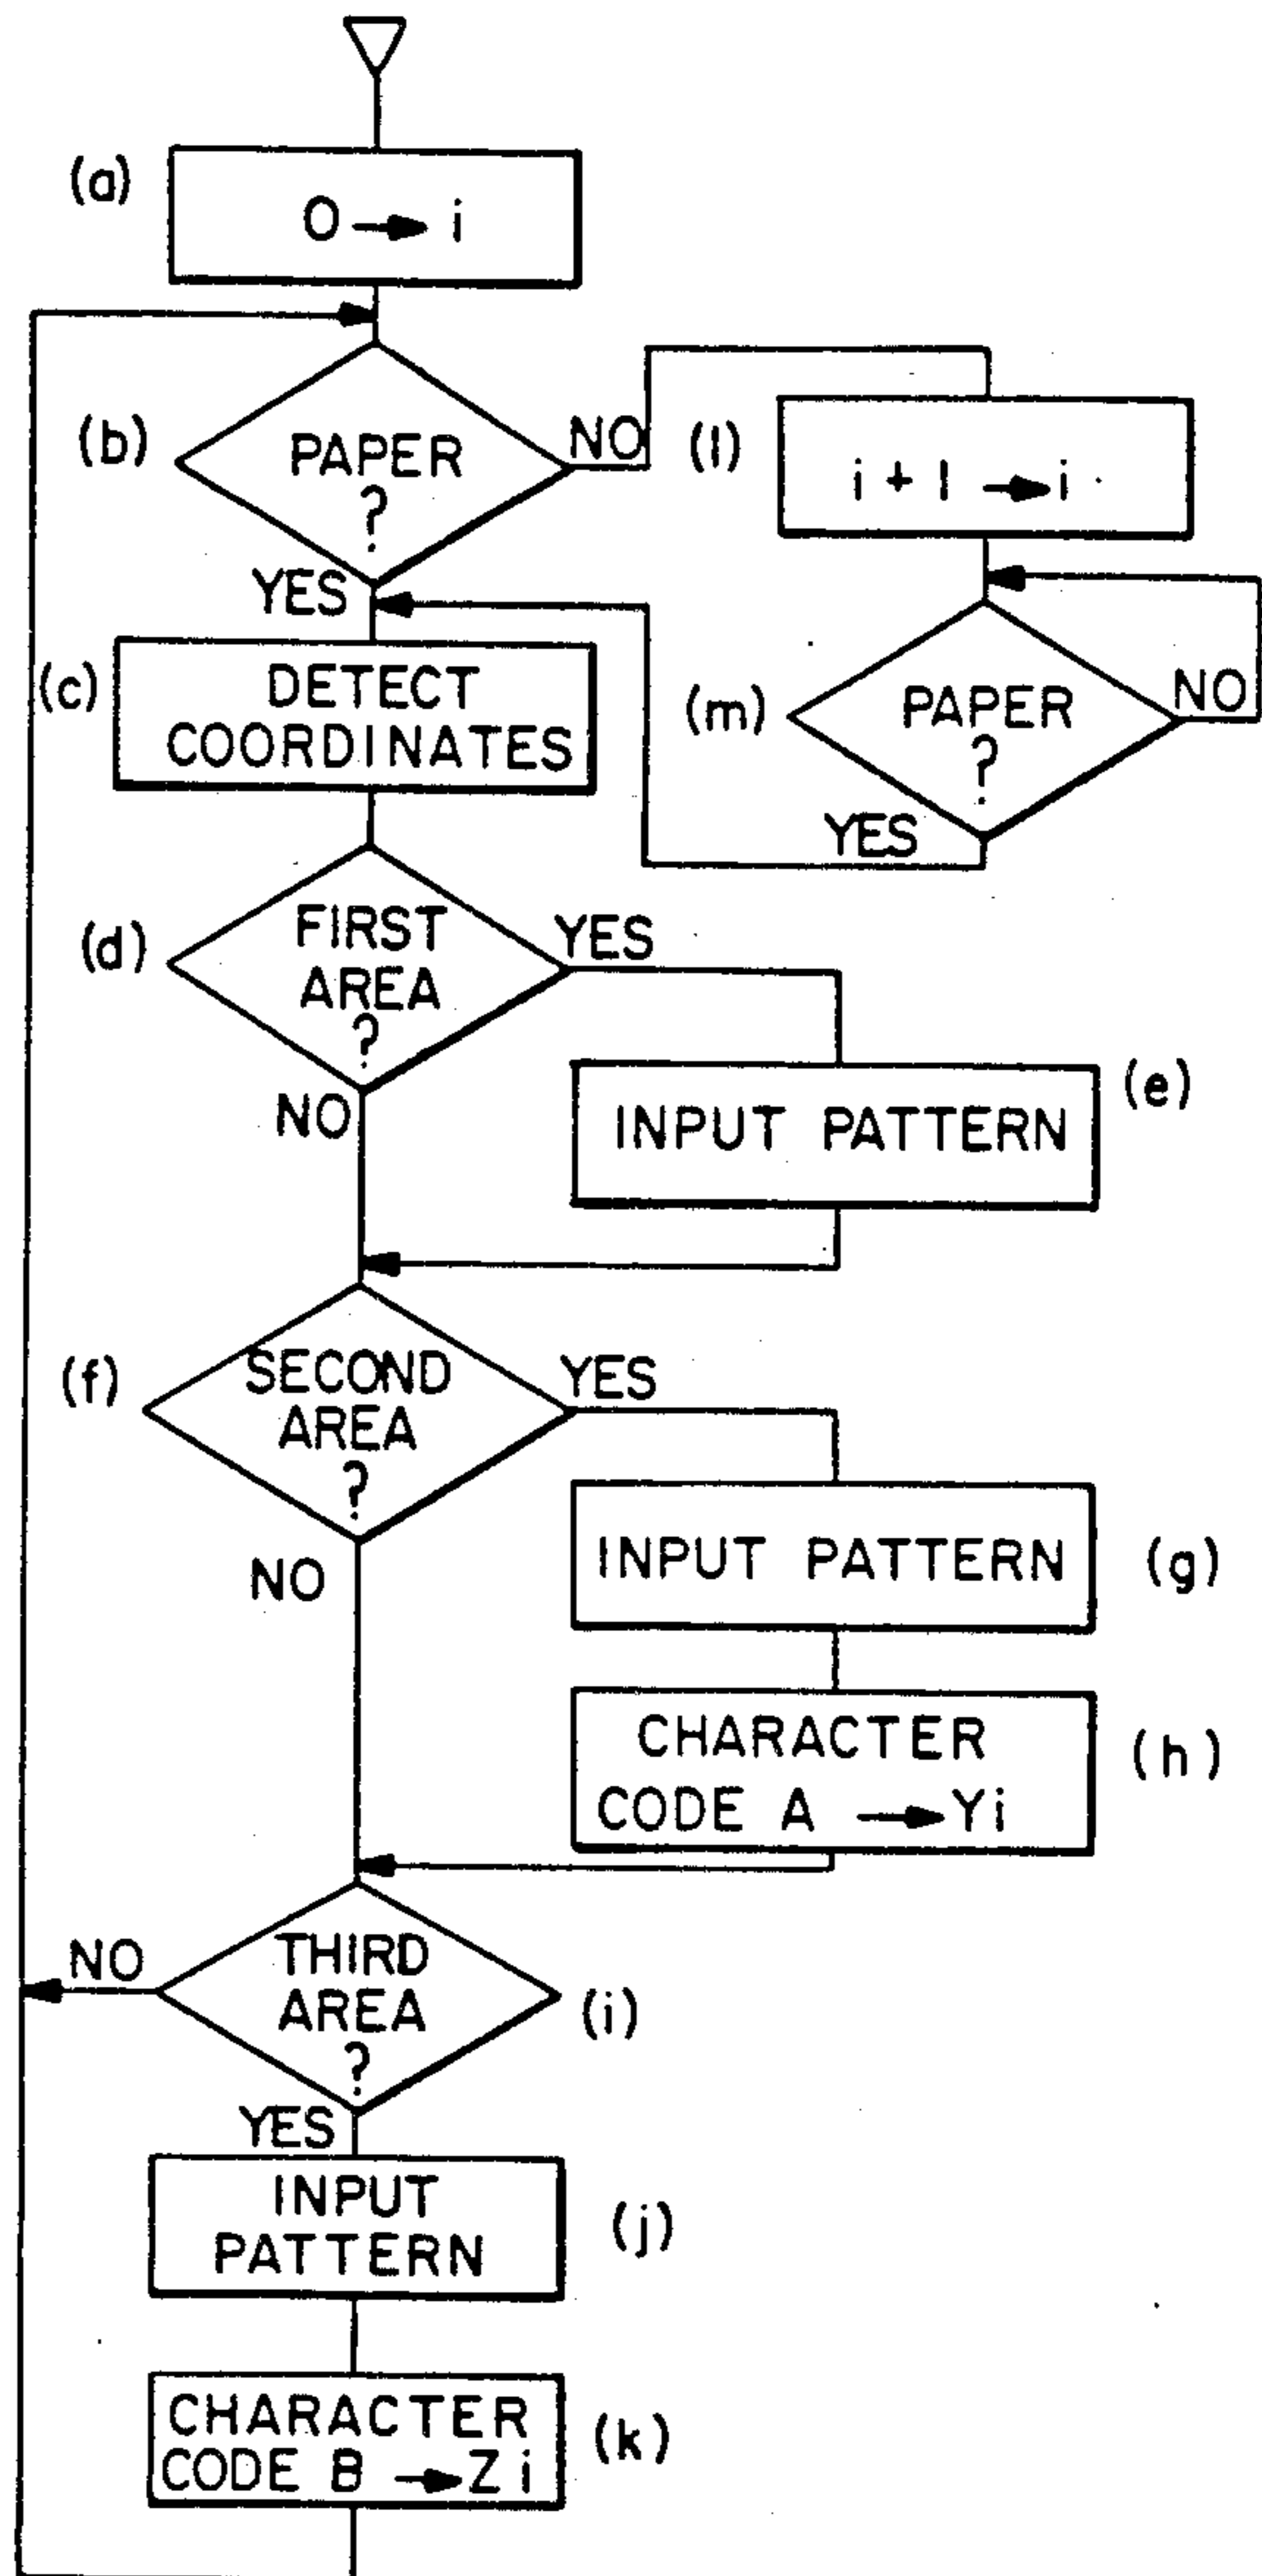 (a)
0 → i
(b)
PAPER
?
NO
YES
(l)
i + 1 → i
(m)
PAPER
?
NO
YES
(c)
DETECT
COORDINATES
(d)
FIRST
AREA
?
YES
NO
INPUT PATTERN
(e)
(f)
SECOND
AREA
?
YES
NO
INPUT PATTERN
(g)
CHARACTER
CODE A → Yi
(h)
NO
THIRD
AREA
?
(i)
YES
INPUT
PATTERN
(j)
CHARACTER
CODE B → Zi
(k)